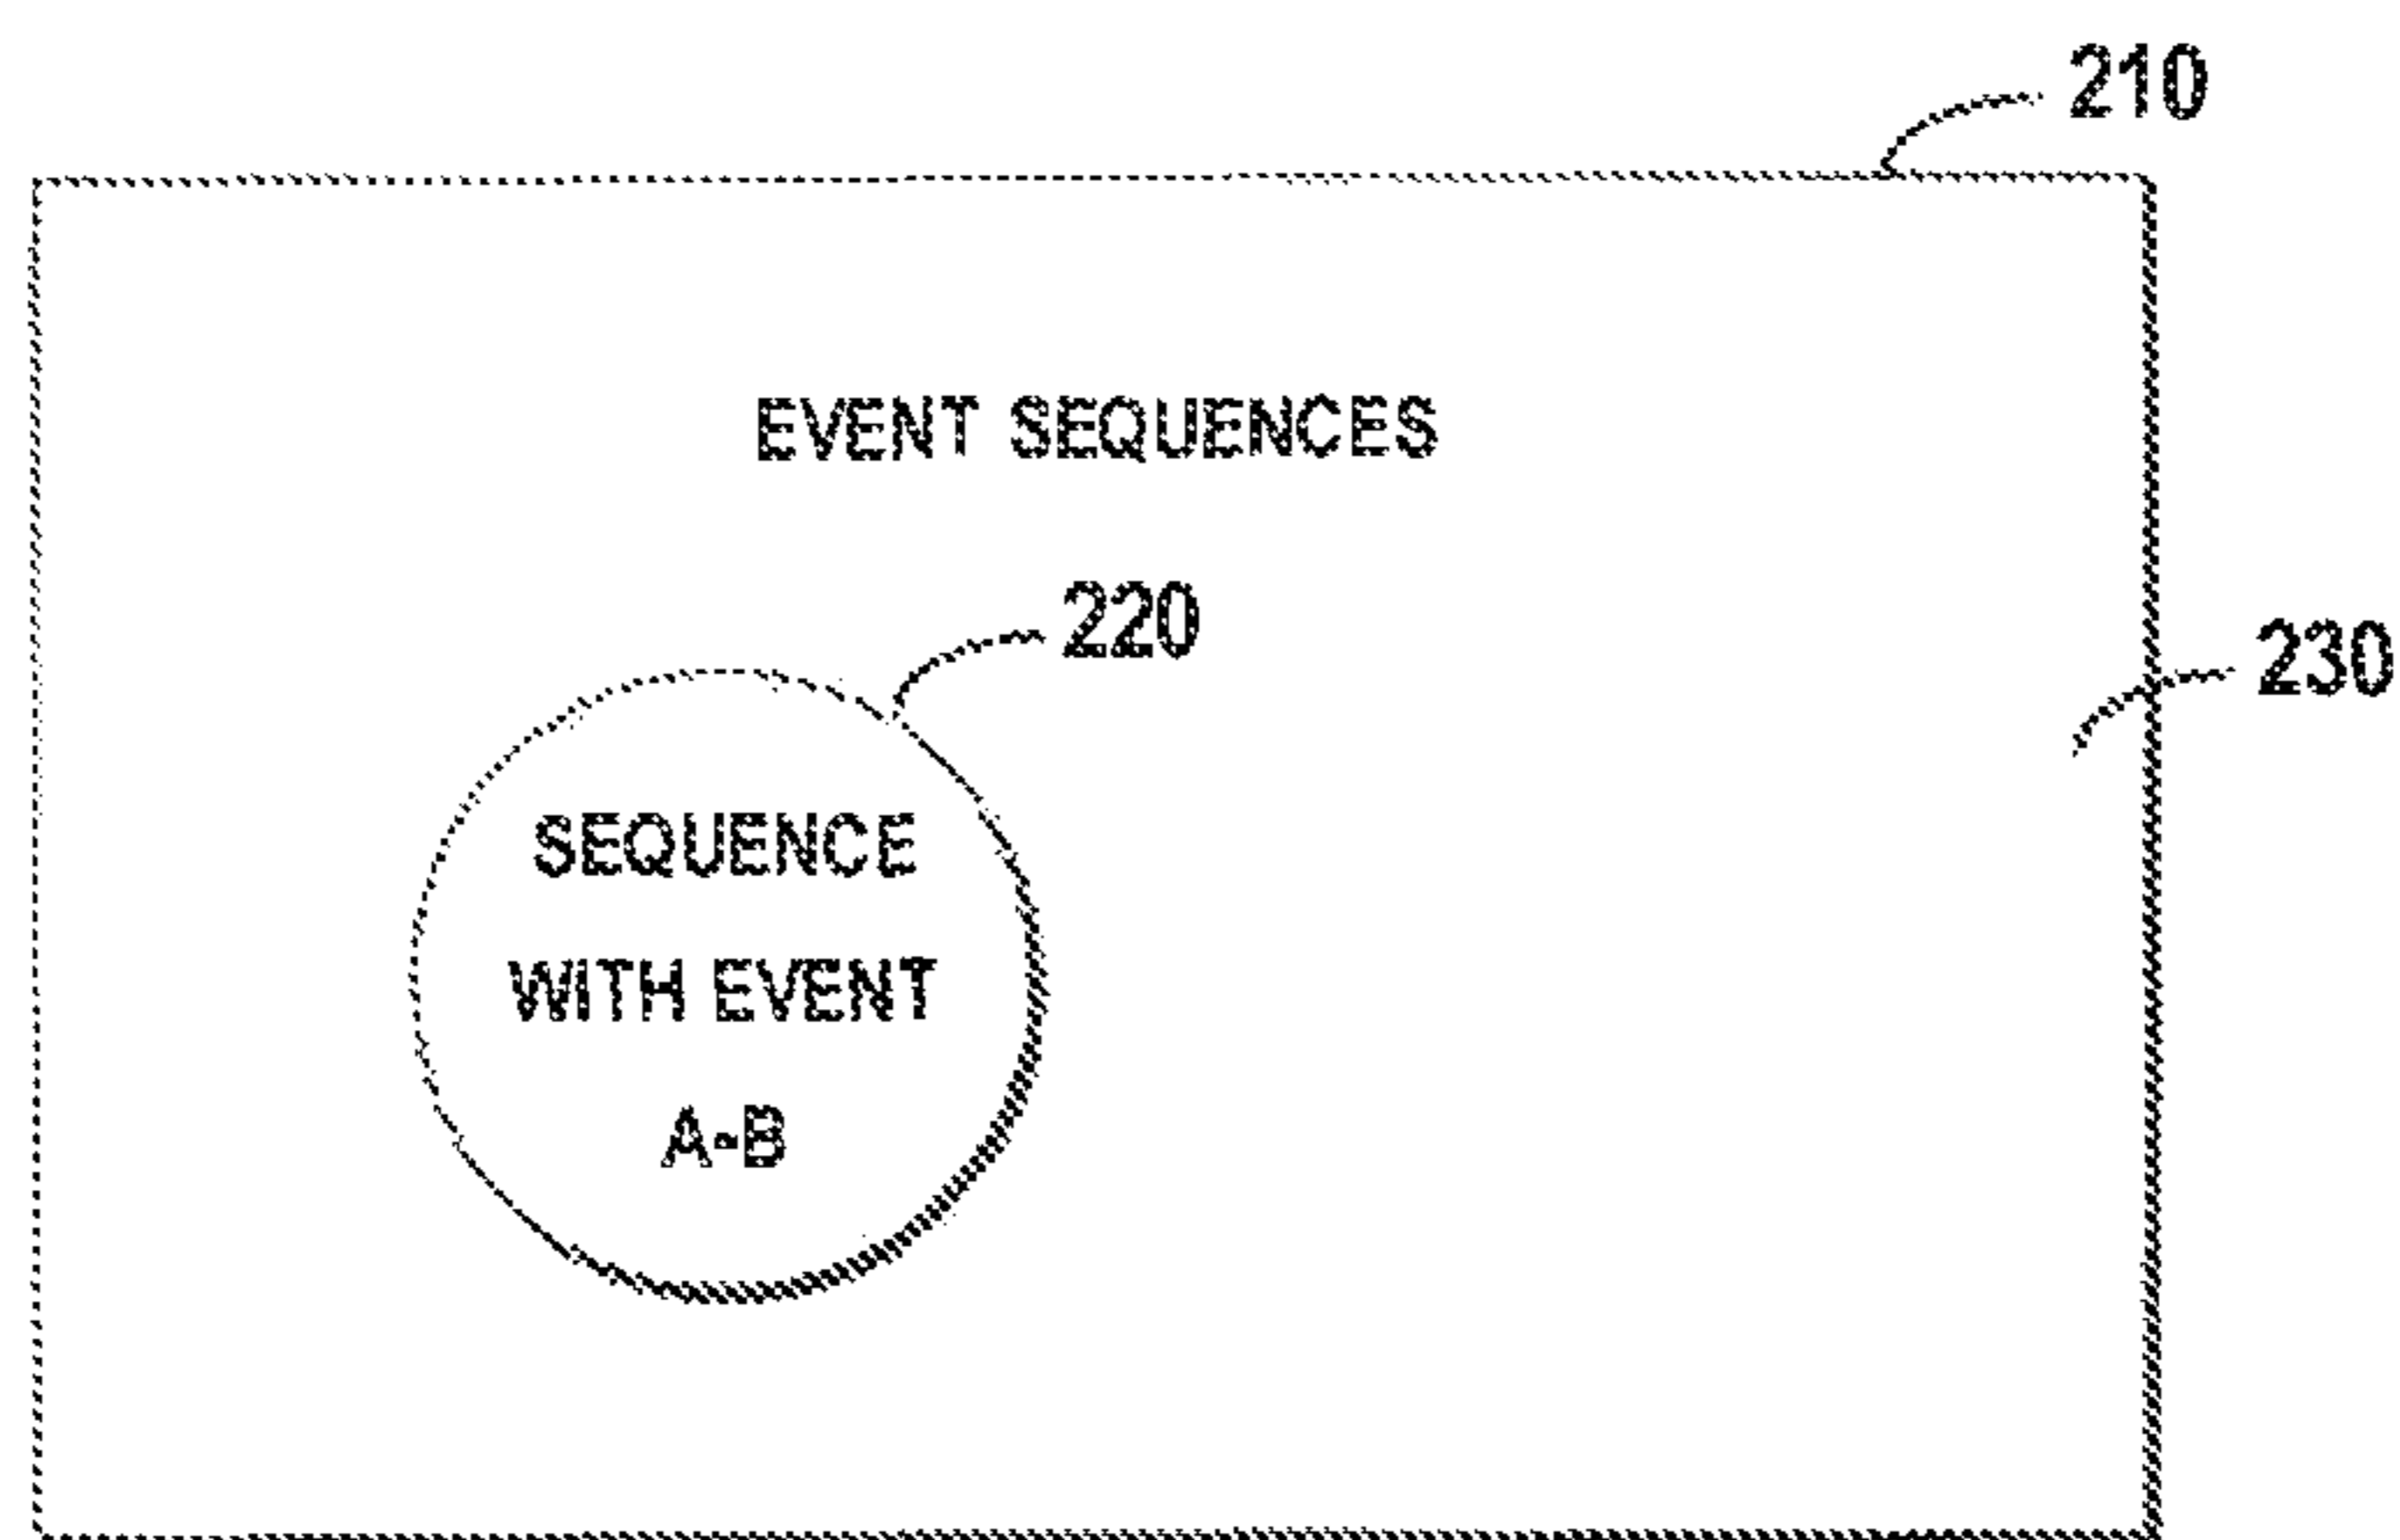 210
EVENT SEQUENCES
220
230
SEQUENCE
WITH EVENT
A-B